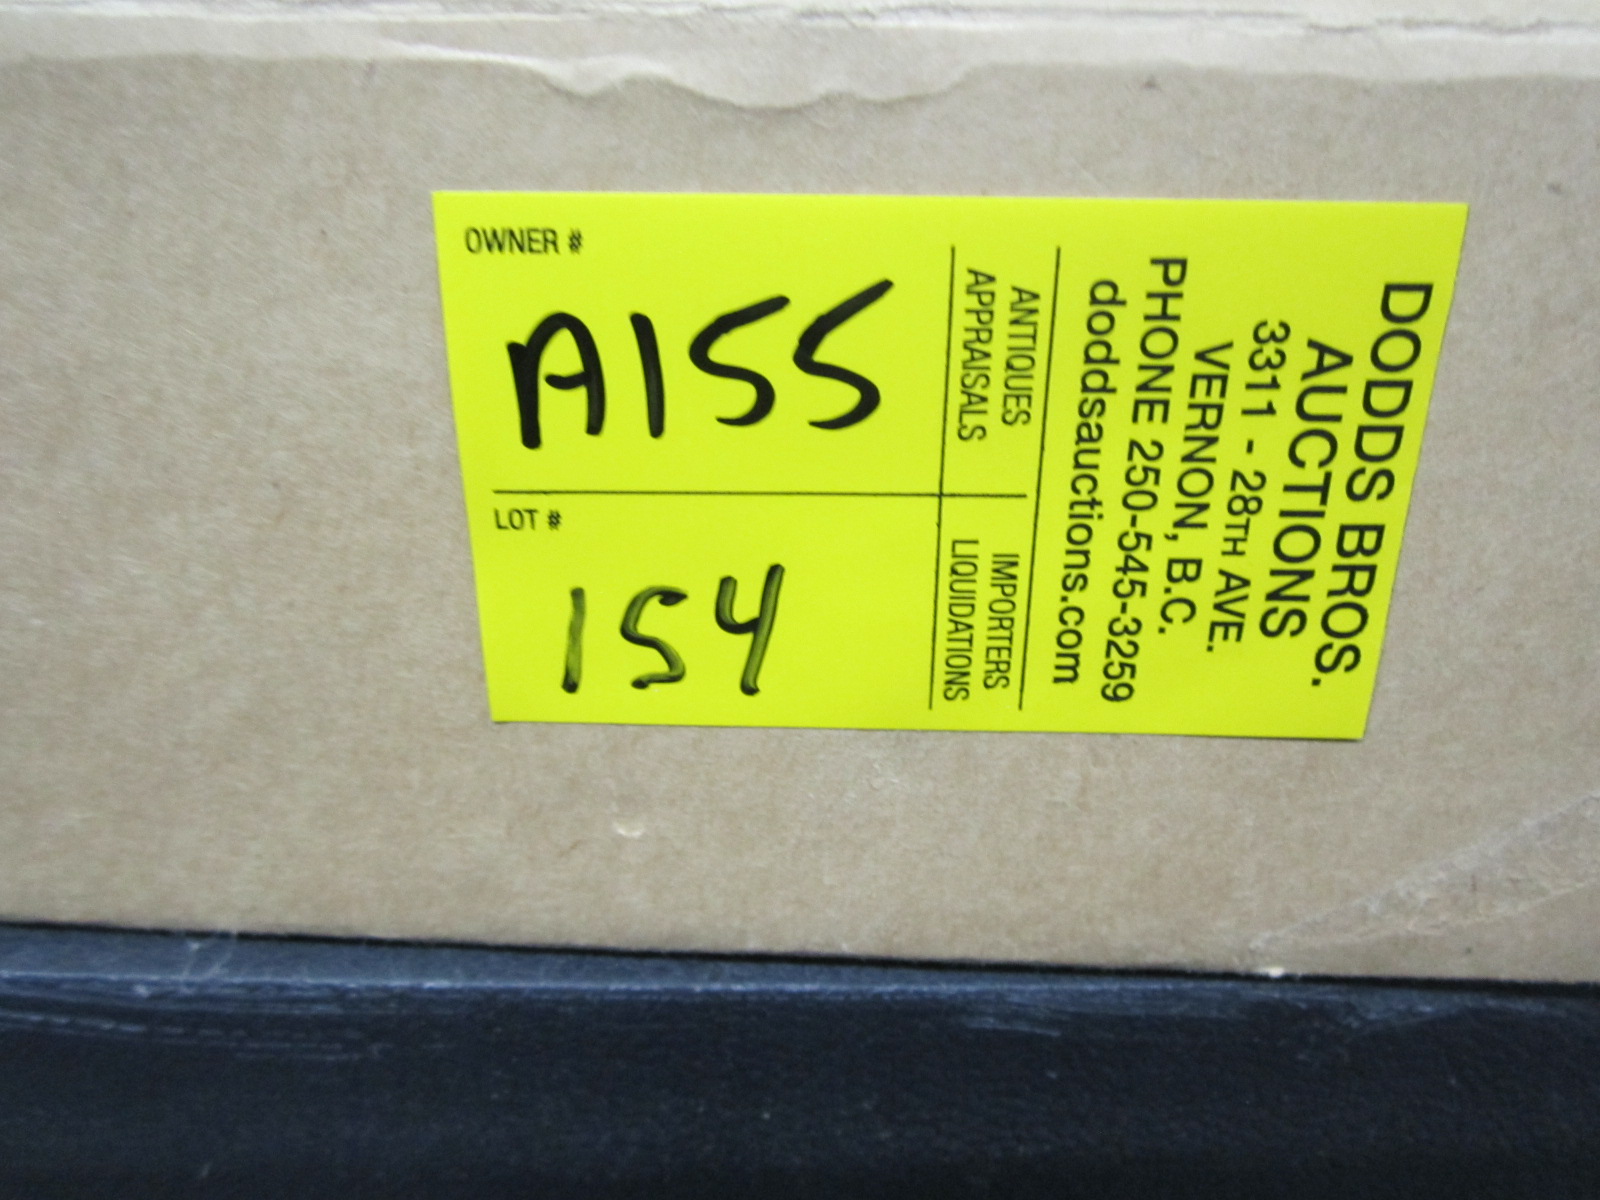 DODDS BROS.
AUCTIONS
3311 - 28TH AVE.
VERNON, B.C.
PHONE 250-545-3259
doddsauctions.com
ANTIQUES
APPRAISALS
IMPORTERS
LIQUIDATIONS
OWNER #
A155
LOT #
154